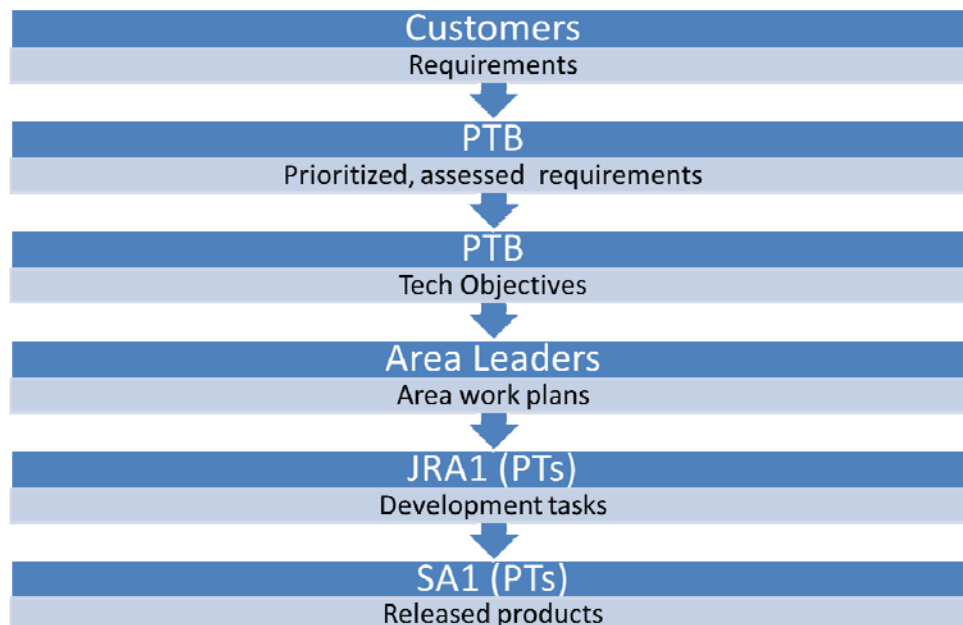 Customers
Requirements
PTB
Prioritized, assessed requirements
PTB
Tech Objectives
Area Leaders
Area work plans
JRA1 (PTs)
Development tasks
SA1 (PTs)
Released products